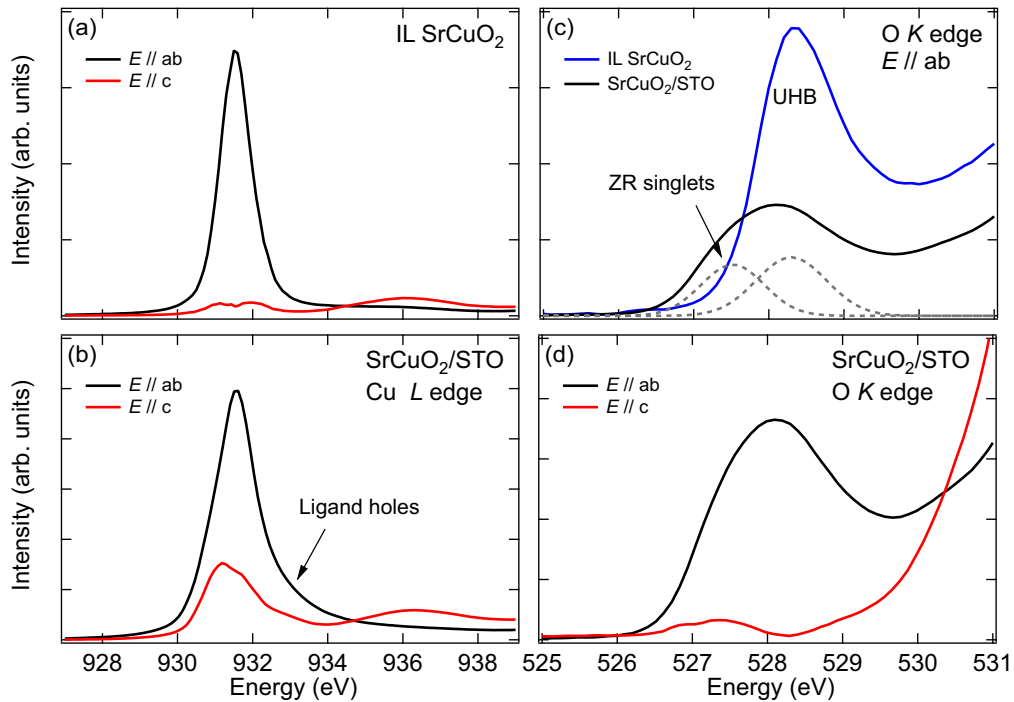 (a)
IL SrCuO₂
E // ab
E // c
Intensity (arb. units)
(b)
SrCuO₂/STO
Cu L edge
E // ab
E // c
Ligand holes
Intensity (arb. units)
928 930 932 934 936 938
Energy (eV)
(c)
O K edge
E // ab
IL SrCuO₂
SrCuO₂/STO
UHB
ZR singlets
(d)
SrCuO₂/STO
O K edge
E // ab
E // c
525 526 527 528 529 530 531
Energy (eV)